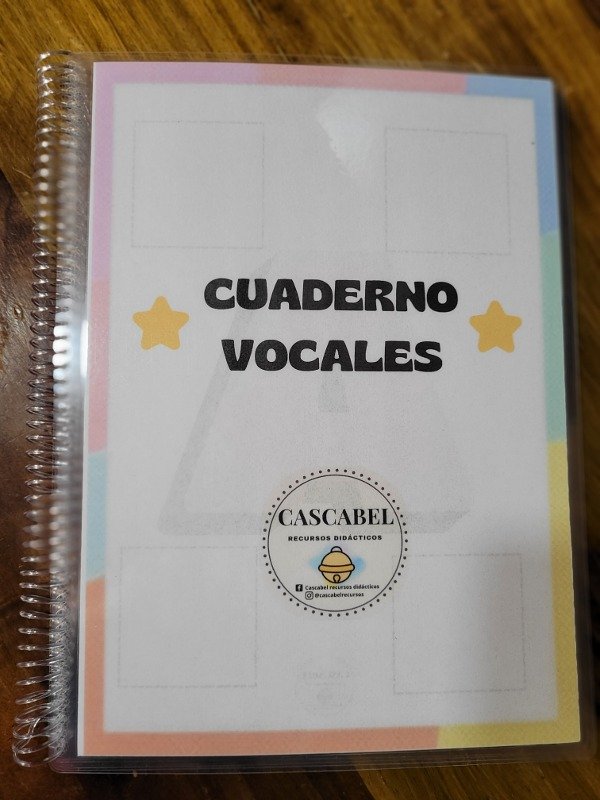 CUADERNO
VOCALES
CASCABEL
RECURSOS DIDÁCTICOS
Cascabel recursos didácticos
@cascabelrecursos